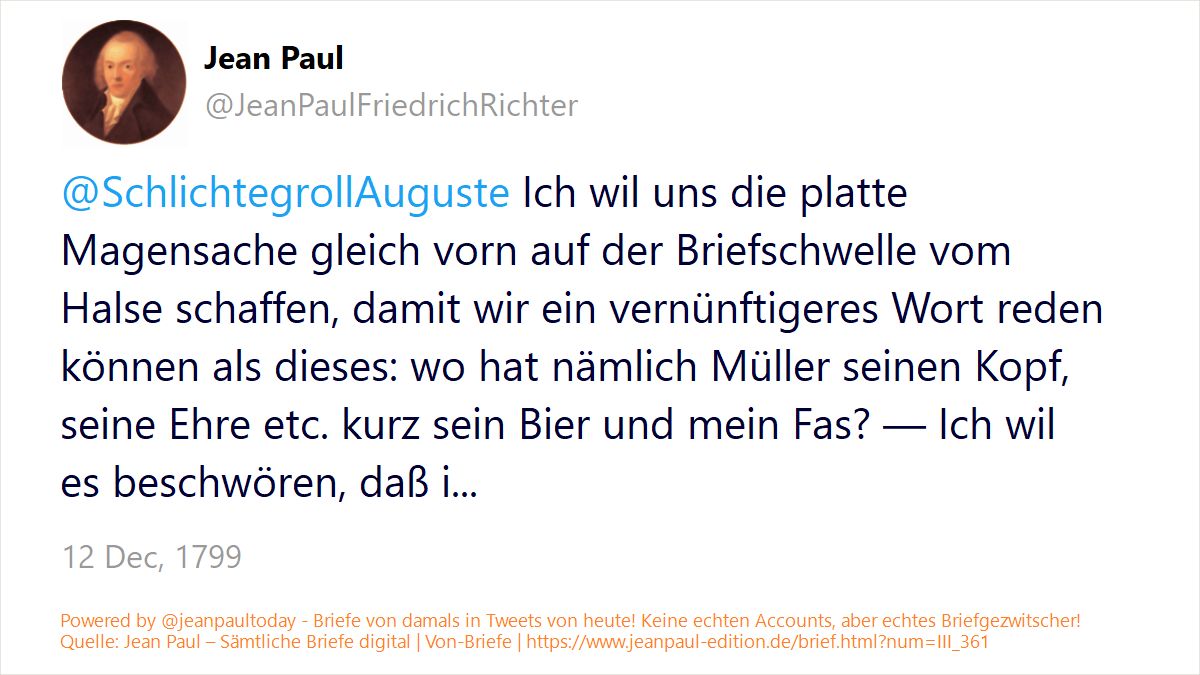 Jean Paul
@JeanPaulFriedrichRichter
@SchlichtegrollAuguste Ich wil uns die platte
Magensache gleich vorn auf der Briefschwelle vom
Halse schaffen, damit wir ein vernünftigeres Wort reden
können als dieses: wo hat nämlich Müller seinen Kopf,
seine Ehre etc. kurz sein Bier und mein Fas? — Ich wil
es beschwören, daß i...
12 Dec, 1799
Powered by @jeanpaultoday - Briefe von damals in Tweets von heute! Keine echten Accounts, aber echtes Briefgezwitscher!
Quelle: Jean Paul – Sämtliche Briefe digital | Von-Briefe | https://www.jeanpaul-edition.de/brief.html?num=III_361